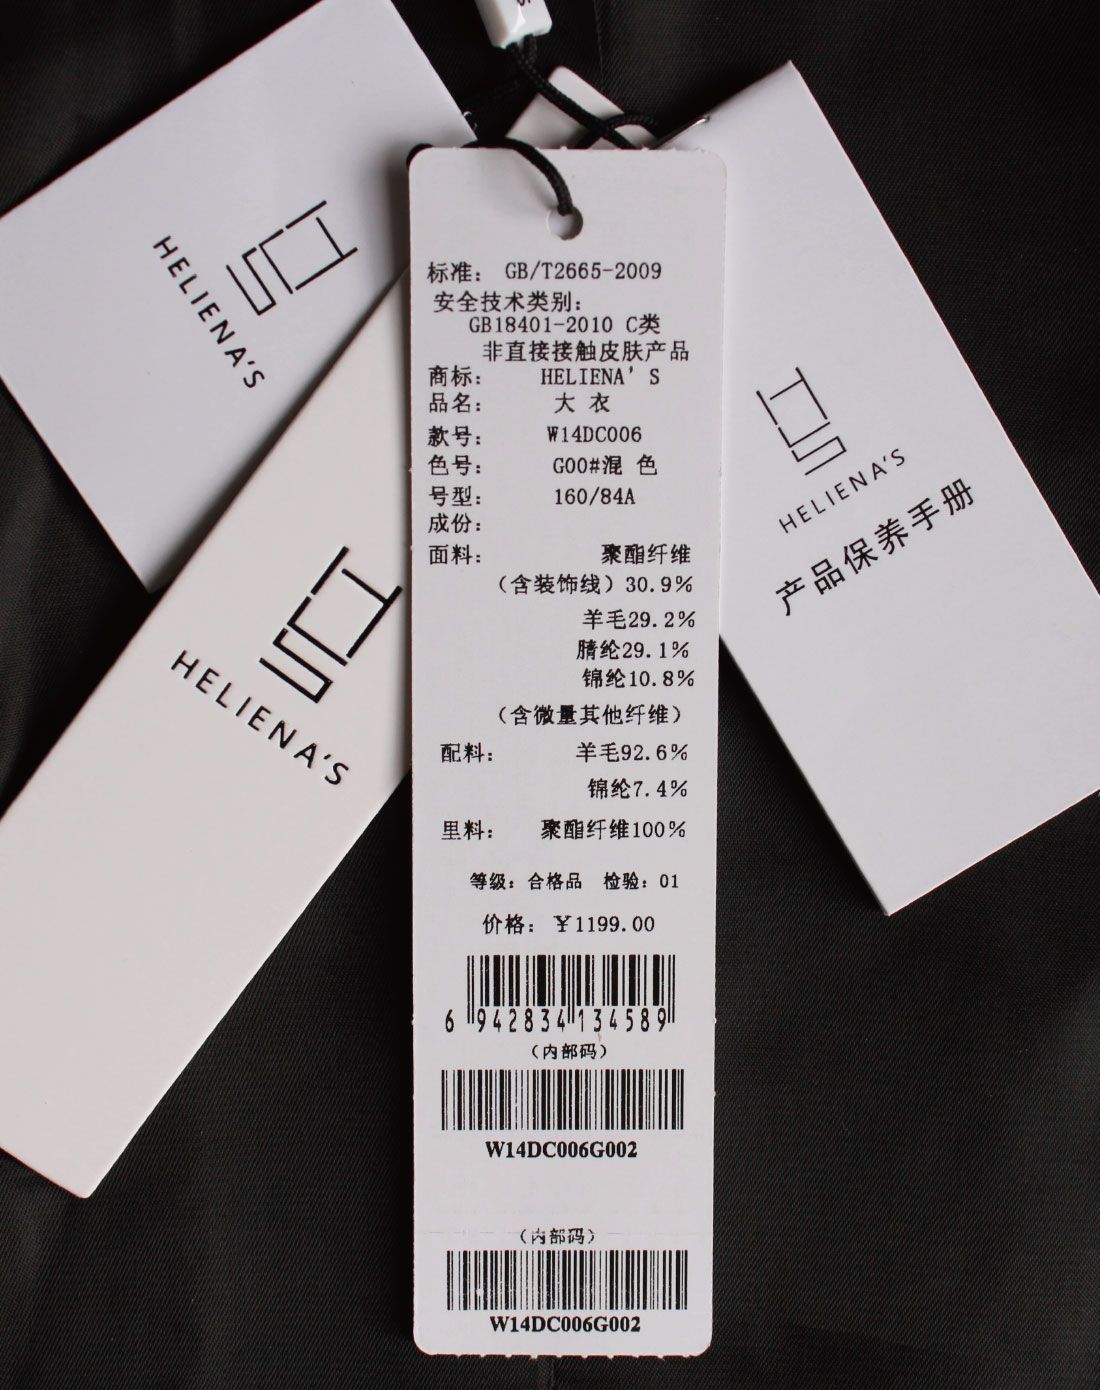 HELIENA'S
HELIENA'S
HELIENA'S
产品保养手册
标准: GB/T2665-2009
安全技术类别:
GB18401-2010 C类
非直接接触皮肤产品
商标: HELIENA'S
品名: 大 衣
款号: W14DC006
色号: G00#混 色
号型: 160/84A
成份:
面料: 聚酯纤维
(含装饰线)30.9%
羊毛29.2%
腈纶29.1%
锦纶10.8%
(含微量其他纤维)
配料: 羊毛92.6%
锦纶7.4%
里料: 聚酯纤维100%
等级: 合格品 检验: 01
价格: ¥1199.00
6 942834 134589
(内部码)
W14DC006G002
(内部码)
W14DC006G002